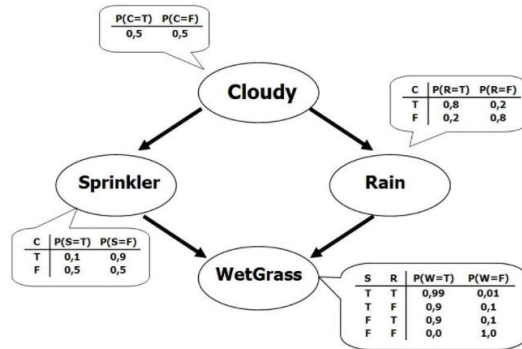 P(C=T) P(C=F)
0,5 0,5
Cloudy
C P(R=T) P(R=F)
T 0,8 0,2
F 0,2 0,8
Sprinkler
Rain
C P(S=T) P(S=F)
T 0,1 0,9
F 0,5 0,5
WetGrass
S R P(W=T) P(W=F)
T T 0,99 0,01
T F 0,9 0,1
F T 0,9 0,1
F F 0,0 1,0